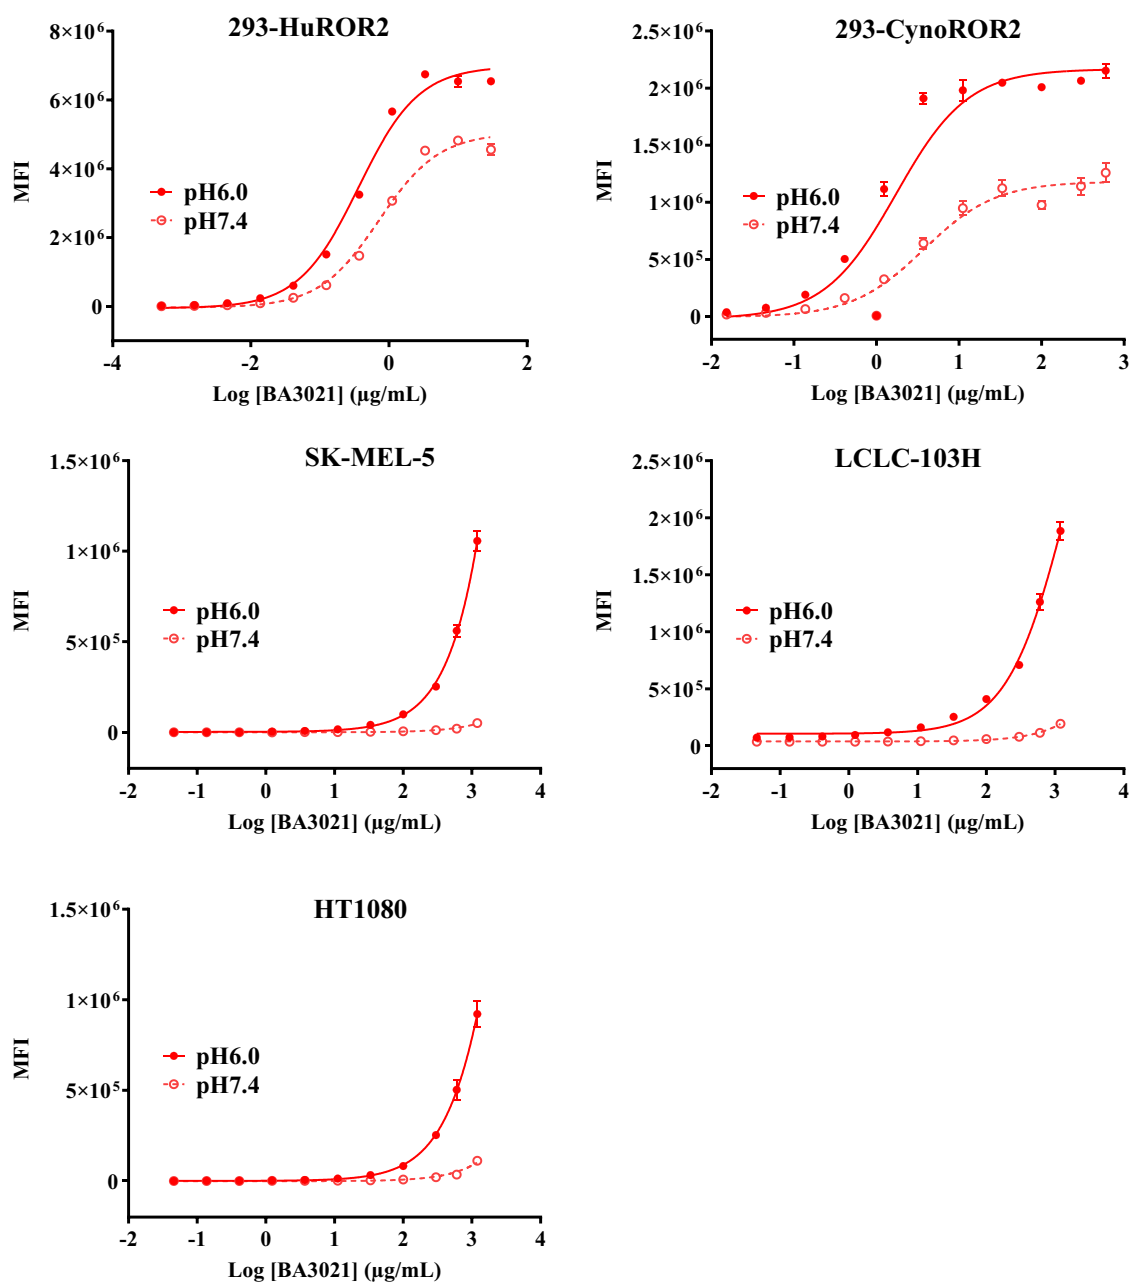 293-HuROR2
8×10⁶
6×10⁶
4×10⁶
2×10⁶
0
MFI
pH6.0
pH7.4
-4
-2
0
2
Log [BA3021] (μg/mL)
293-CynoROR2
2.5×10⁶
2×10⁶
1.5×10⁶
1×10⁶
5×10⁵
0
MFI
pH6.0
pH7.4
-2
-1
0
1
2
3
Log [BA3021] (μg/mL)
SK-MEL-5
1.5×10⁶
1×10⁶
5×10⁵
0
MFI
pH6.0
pH7.4
-2
-1
0
1
2
3
4
Log [BA3021] (μg/mL)
LCLC-103H
2.5×10⁶
2×10⁶
1.5×10⁶
1×10⁶
5×10⁵
0
MFI
pH6.0
pH7.4
-2
-1
0
1
2
3
4
Log [BA3021] (μg/mL)
HT1080
1.5×10⁶
1×10⁶
5×10⁵
0
MFI
pH6.0
pH7.4
-2
-1
0
1
2
3
4
Log [BA3021] (μg/mL)